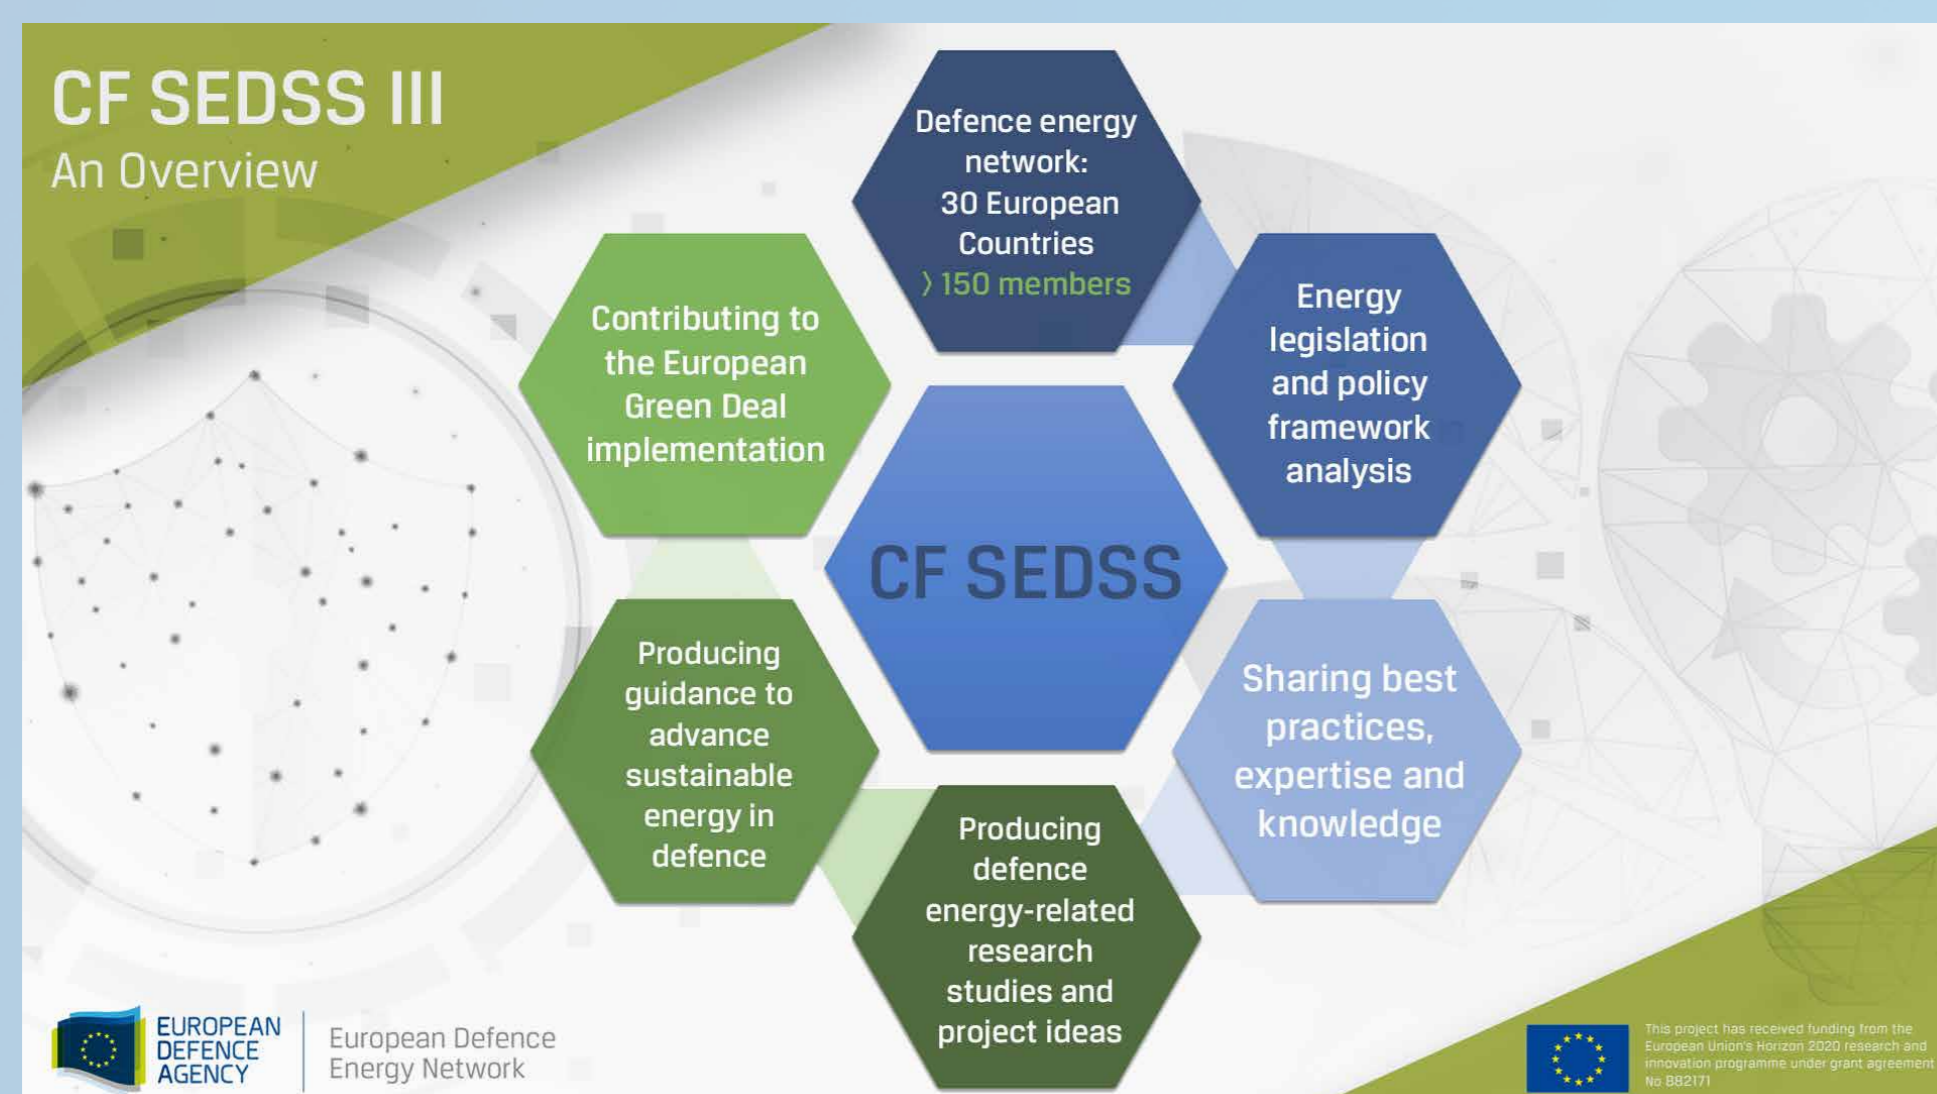 CF SEDSS III
An Overview
Defence energy
network:
30 European
Countries
> 150 members
Energy
legislation
and policy
framework
analysis
Sharing best
practices,
expertise and
knowledge
Producing
defence
energy-related
research
studies and
project ideas
Producing
guidance to
advance
sustainable
energy in
defence
Contributing to
the European
Green Deal
implementation
CF SEDSS
EUROPEAN
DEFENCE
AGENCY
European Defence
Energy Network
This project has received funding from the
European Union's Horizon 2020 research and
innovation programme under grant agreement
No 882171